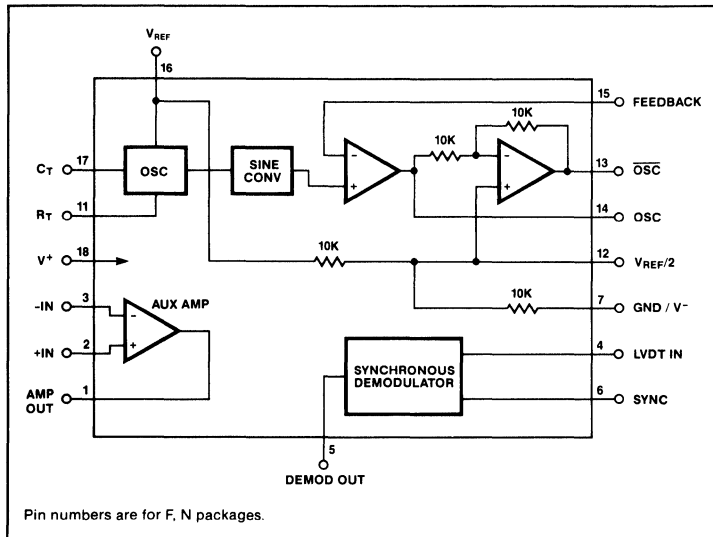 VREF
16
15 FEEDBACK
10K
10K
CT 17
OSC
SINE
CONV
-
+
-
+
13 OSC
14 OSC
RT 11
V+ 18
10K
12 VREF/2
-IN 3
AUX AMP
-
+
10K
7 GND / V-
+IN 2
SYNCHRONOUS
DEMODULATOR
4 LVDT IN
AMP
OUT
1
6 SYNC
5
DEMOD OUT
Pin numbers are for F, N packages.